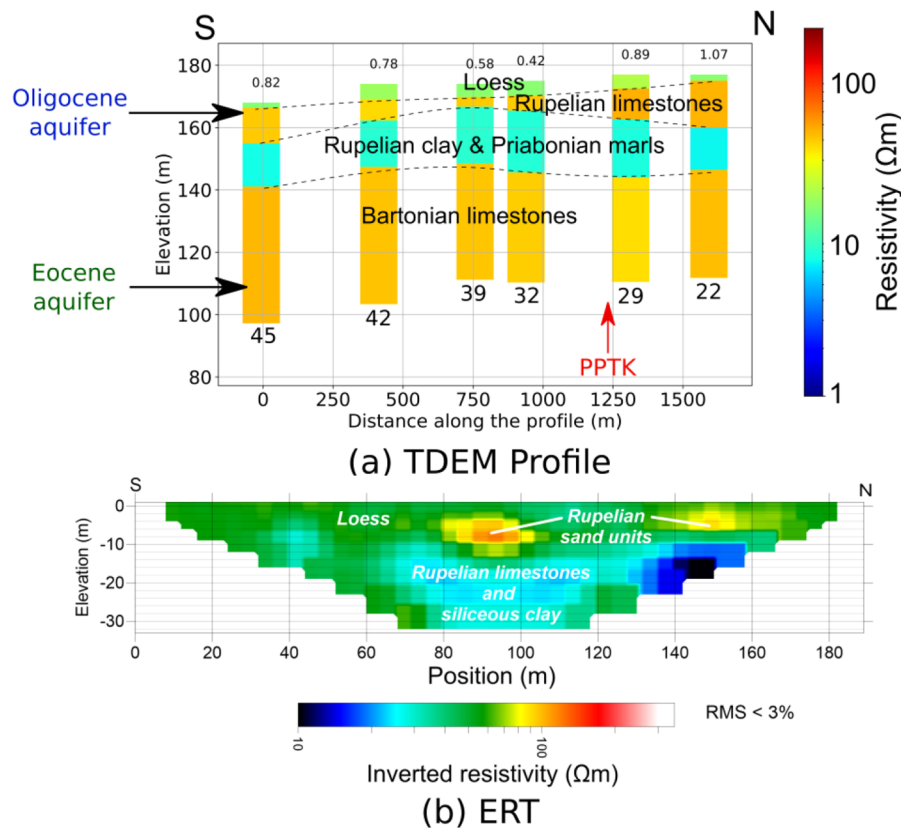 S
N
0.82
0.78
0.58
0.42
0.89
1.07
180
160
140
120
100
80
Elevation (m)
Oligocene
aquifer
Eocene
aquifer
Loess
Rupelian limestones
Rupelian clay & Priabonian marls
Bartonian limestones
45
42
39
32
29
22
PPTK
0
250
500
750
1000
1250
1500
Distance along the profile (m)
100
10
1
Resistivity (Ωm)
(a) TDEM Profile
S
N
0
-10
-20
-30
Elevation (m)
Loess
Rupelian
sand units
Rupelian limestones
and
siliceous clay
0
20
40
60
80
100
120
140
160
180
Position (m)
10
100
RMS < 3%
Inverted resistivity (Ωm)
(b) ERT